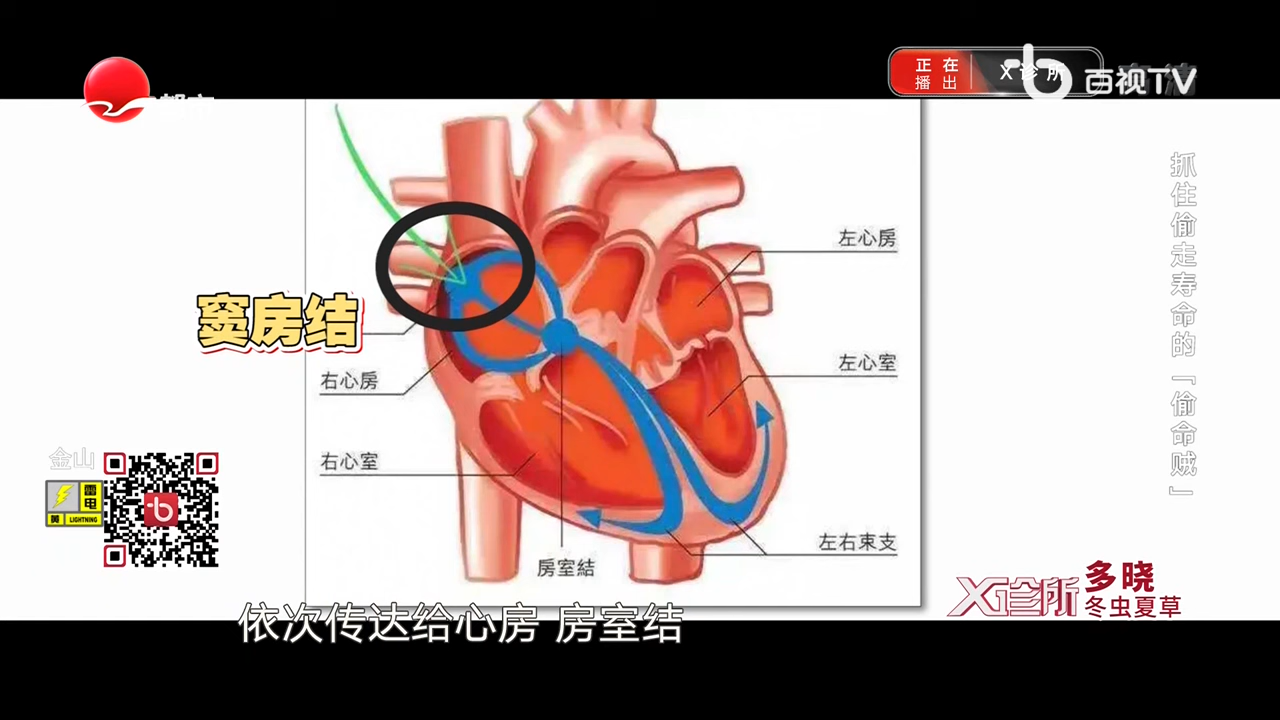 都市
正在
播出
X诊所
百视TV
抓住偷走寿命的「偷命贼」
左心房
窦房结
左心室
右心房
右心室
金山
雷电
黄
LIGHTNING
左右束支
房室結
X诊所
多晓
冬虫夏草
依次传达给心房 房室结